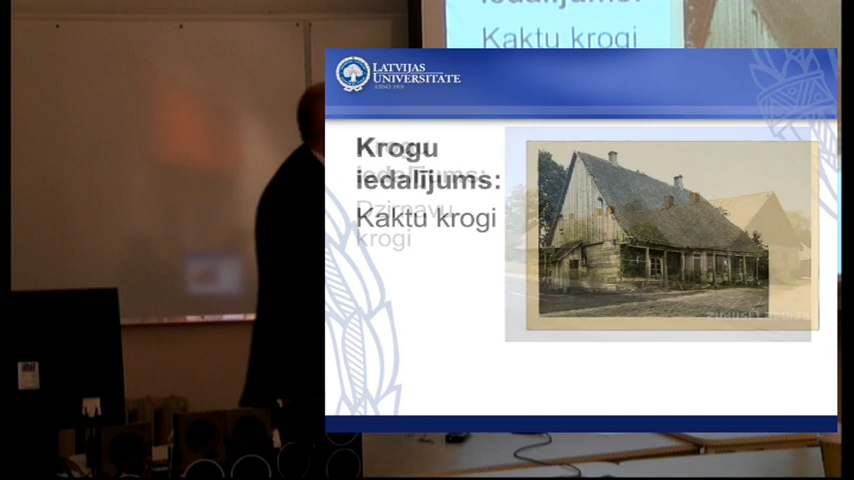 iedalījums:
Kaktu krogi
LATVIJAS
UNIVERSITĀTE
ANNO 1919
Krogu
iedalījums:
Kaktu krogi
Dzirnavu
krogi